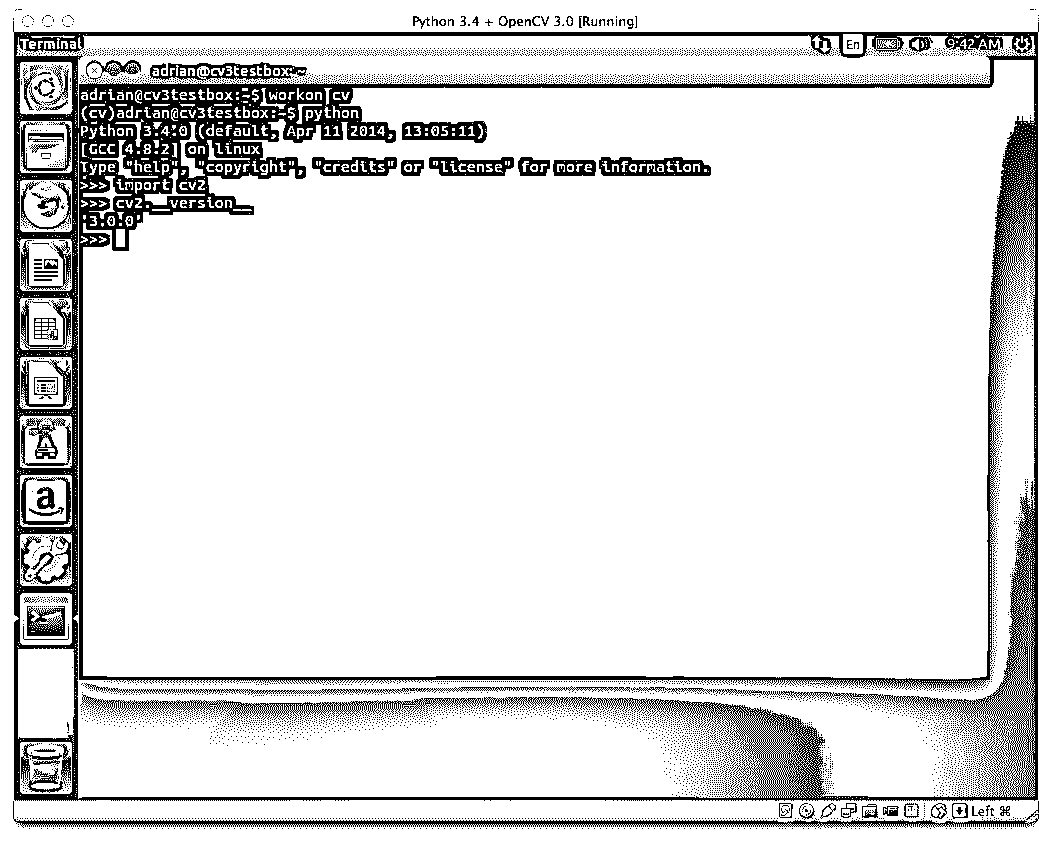 Python 3.4 + OpenCV 3.0 [Running]
Terminal
En
9:42 AM
adrian@cv3testbox: ~
adrian@cv3testbox:~$ workon cv
(cv)adrian@cv3testbox:~$ python
Python 3.4.0 (default, Apr 11 2014, 13:05:11)
[GCC 4.8.2] on linux
Type "help", "copyright", "credits" or "license" for more information.
>>> import cv2
>>> cv2.__version__
'3.0.0'
>>>
a
Left ⌘